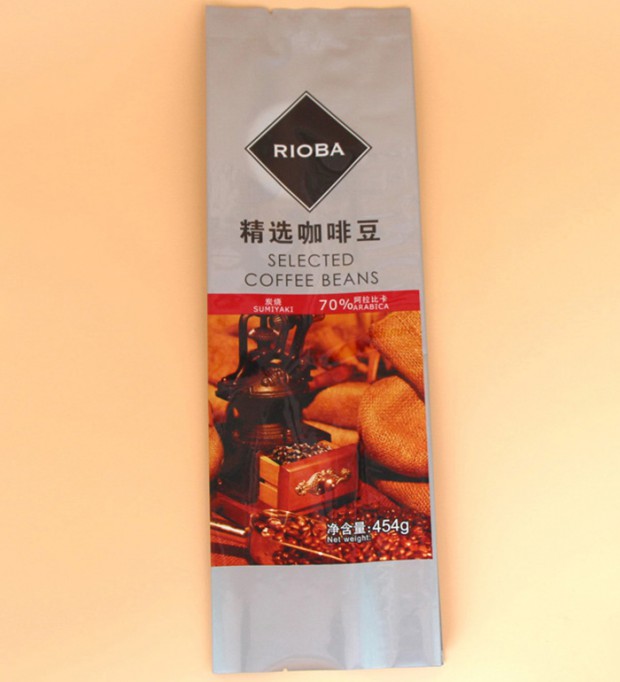 RIOBA
精选咖啡豆
SELECTED
COFFEE BEANS
炭烧
SUMIYAKI
70% 阿拉比卡
ARABICA
净含量:454g
Net weight: